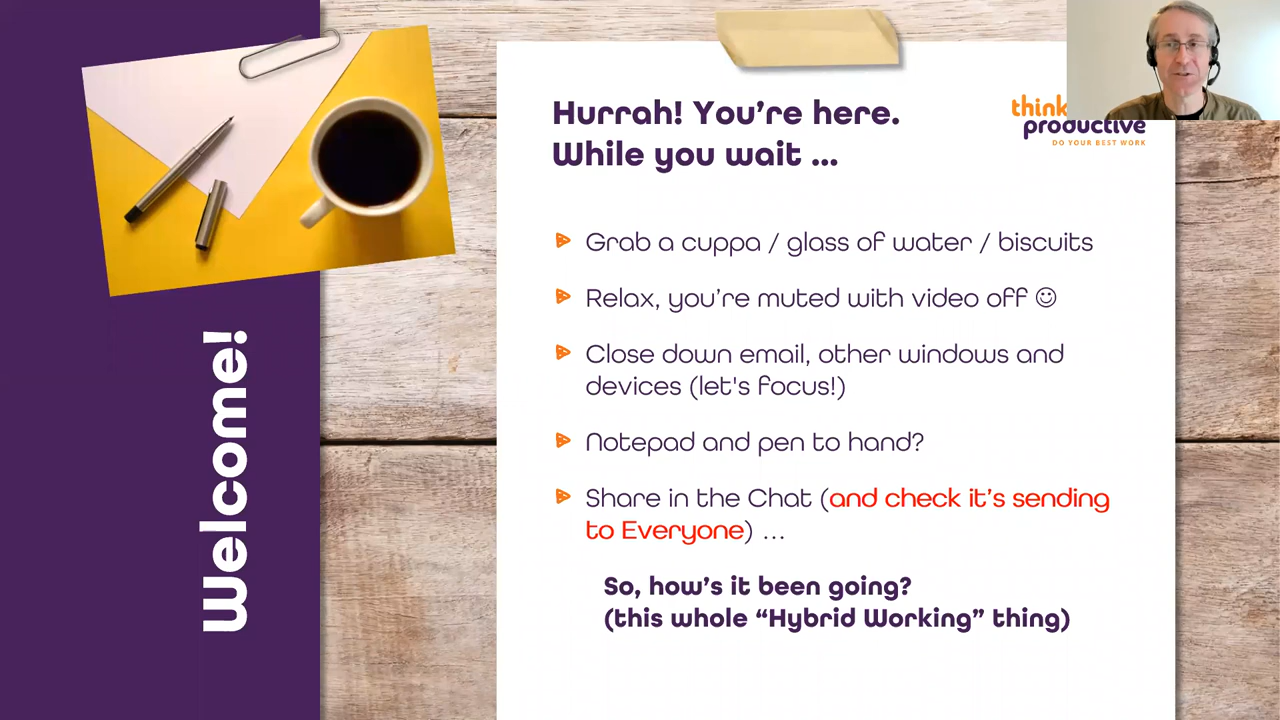 Welcome!
Hurrah! You're here.
While you wait ...
think
productive
DO YOUR BEST WORK
Grab a cuppa / glass of water / biscuits
Relax, you're muted with video off ☺
Close down email, other windows and
devices (let's focus!)
Notepad and pen to hand?
Share in the Chat (and check it's sending
to Everyone) ...
So, how's it been going?
(this whole “Hybrid Working” thing)